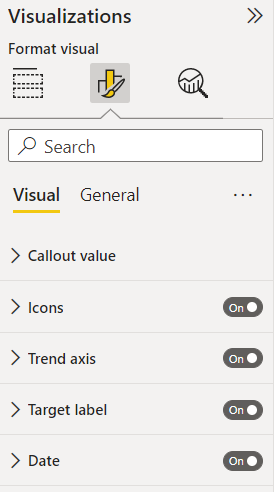 Visualizations
Format visual
Search
Visual General
Callout value
Icons On
Trend axis On
Target label On
Date On